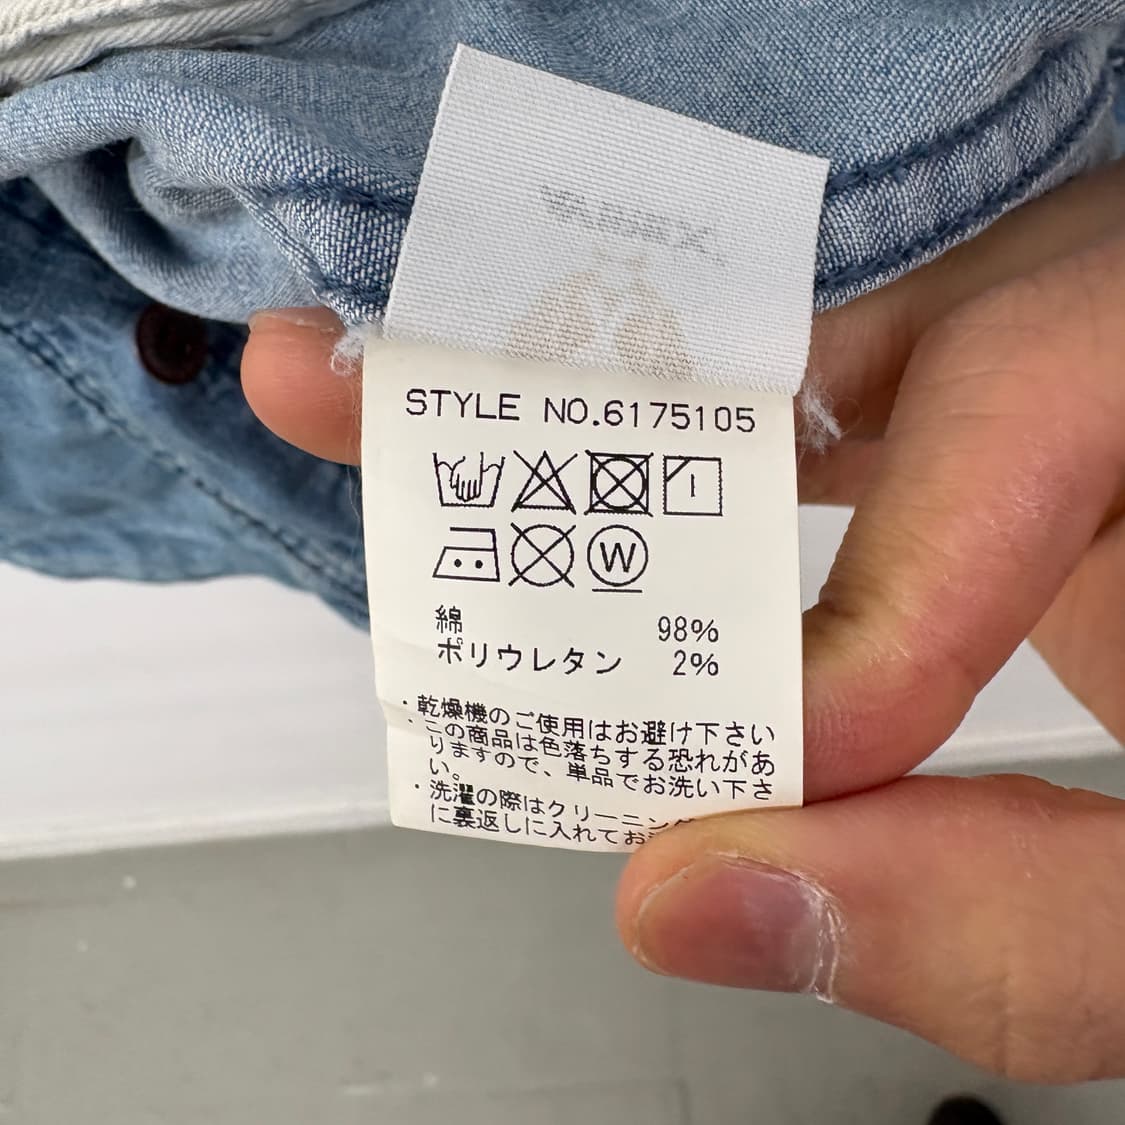 STYLE NO.6175105
W
綿 98%
ポリウレタン 2%
・乾燥機のご使用はお避け下さい
・この商品は色落ちする恐れがあ
りますので、単品でお洗い下さ
い。
・洗濯の際はクリーニング
に裏返しに入れてお